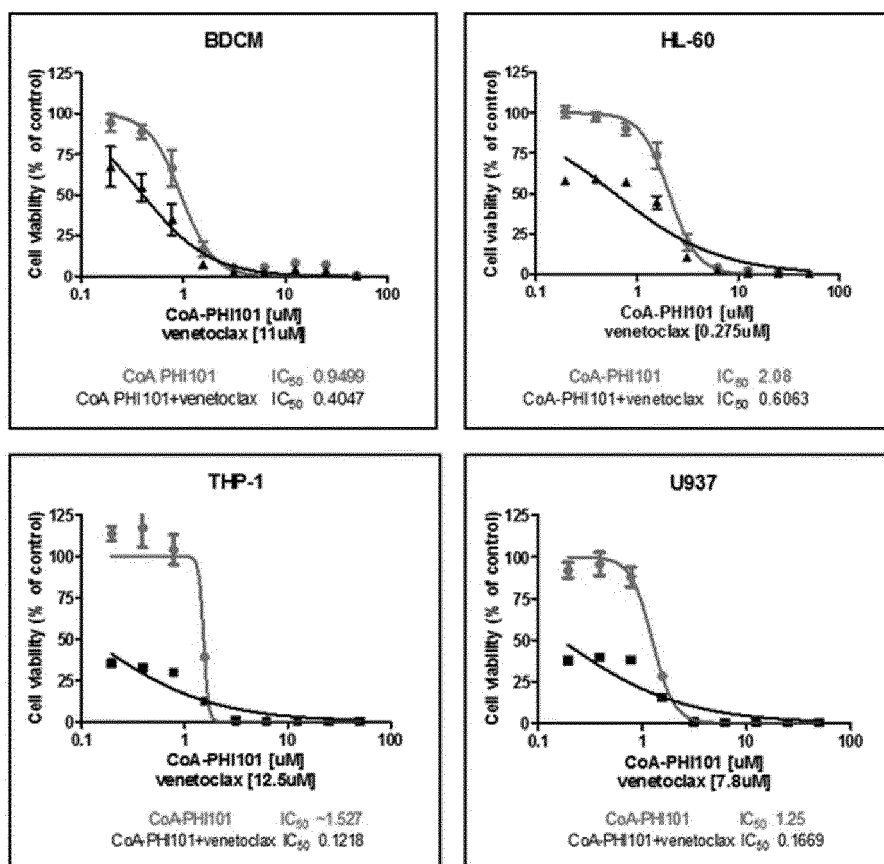 BDCM
Cell viability (% of control)
125
100
75
50
25
0
0.1
1
10
100
CoA-PHI101 [uM]
venetoclax [11uM]
CoA PHI101 IC50 0.9499
CoA PHI101+venetoclax IC50 0.4047
HL-60
Cell viability (% of control)
125
100
75
50
25
0
0.1
1
10
100
CoA-PHI101 [uM]
venetoclax [0.275uM]
CoA-PHI101 IC50 2.08
CoA-PHI101+venetoclax IC50 0.6063
THP-1
Cell viability (% of control)
125
100
75
50
25
0
0.1
1
10
100
CoA-PHI101 [uM]
venetoclax [12.5uM]
CoA-PHI101 IC50 ~1.527
CoA-PHI101+venetoclax IC50 0.1218
U937
Cell viability (% of control)
125
100
75
50
25
0
0.1
1
10
100
CoA-PHI101 [uM]
venetoclax [7.8uM]
CoA-PHI101 IC50 1.25
CoA-PHI101+venetoclax IC50 0.1669